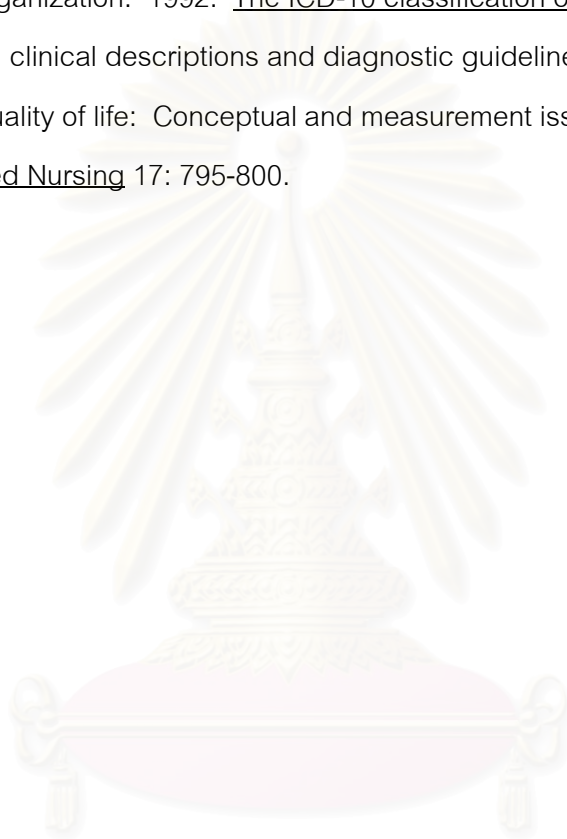 ganization. 1992. The ICD-10 classification o
clinical descriptions and diagnostic guideline
uality of life: Conceptual and measurement iss
ed Nursing 17: 795-800.